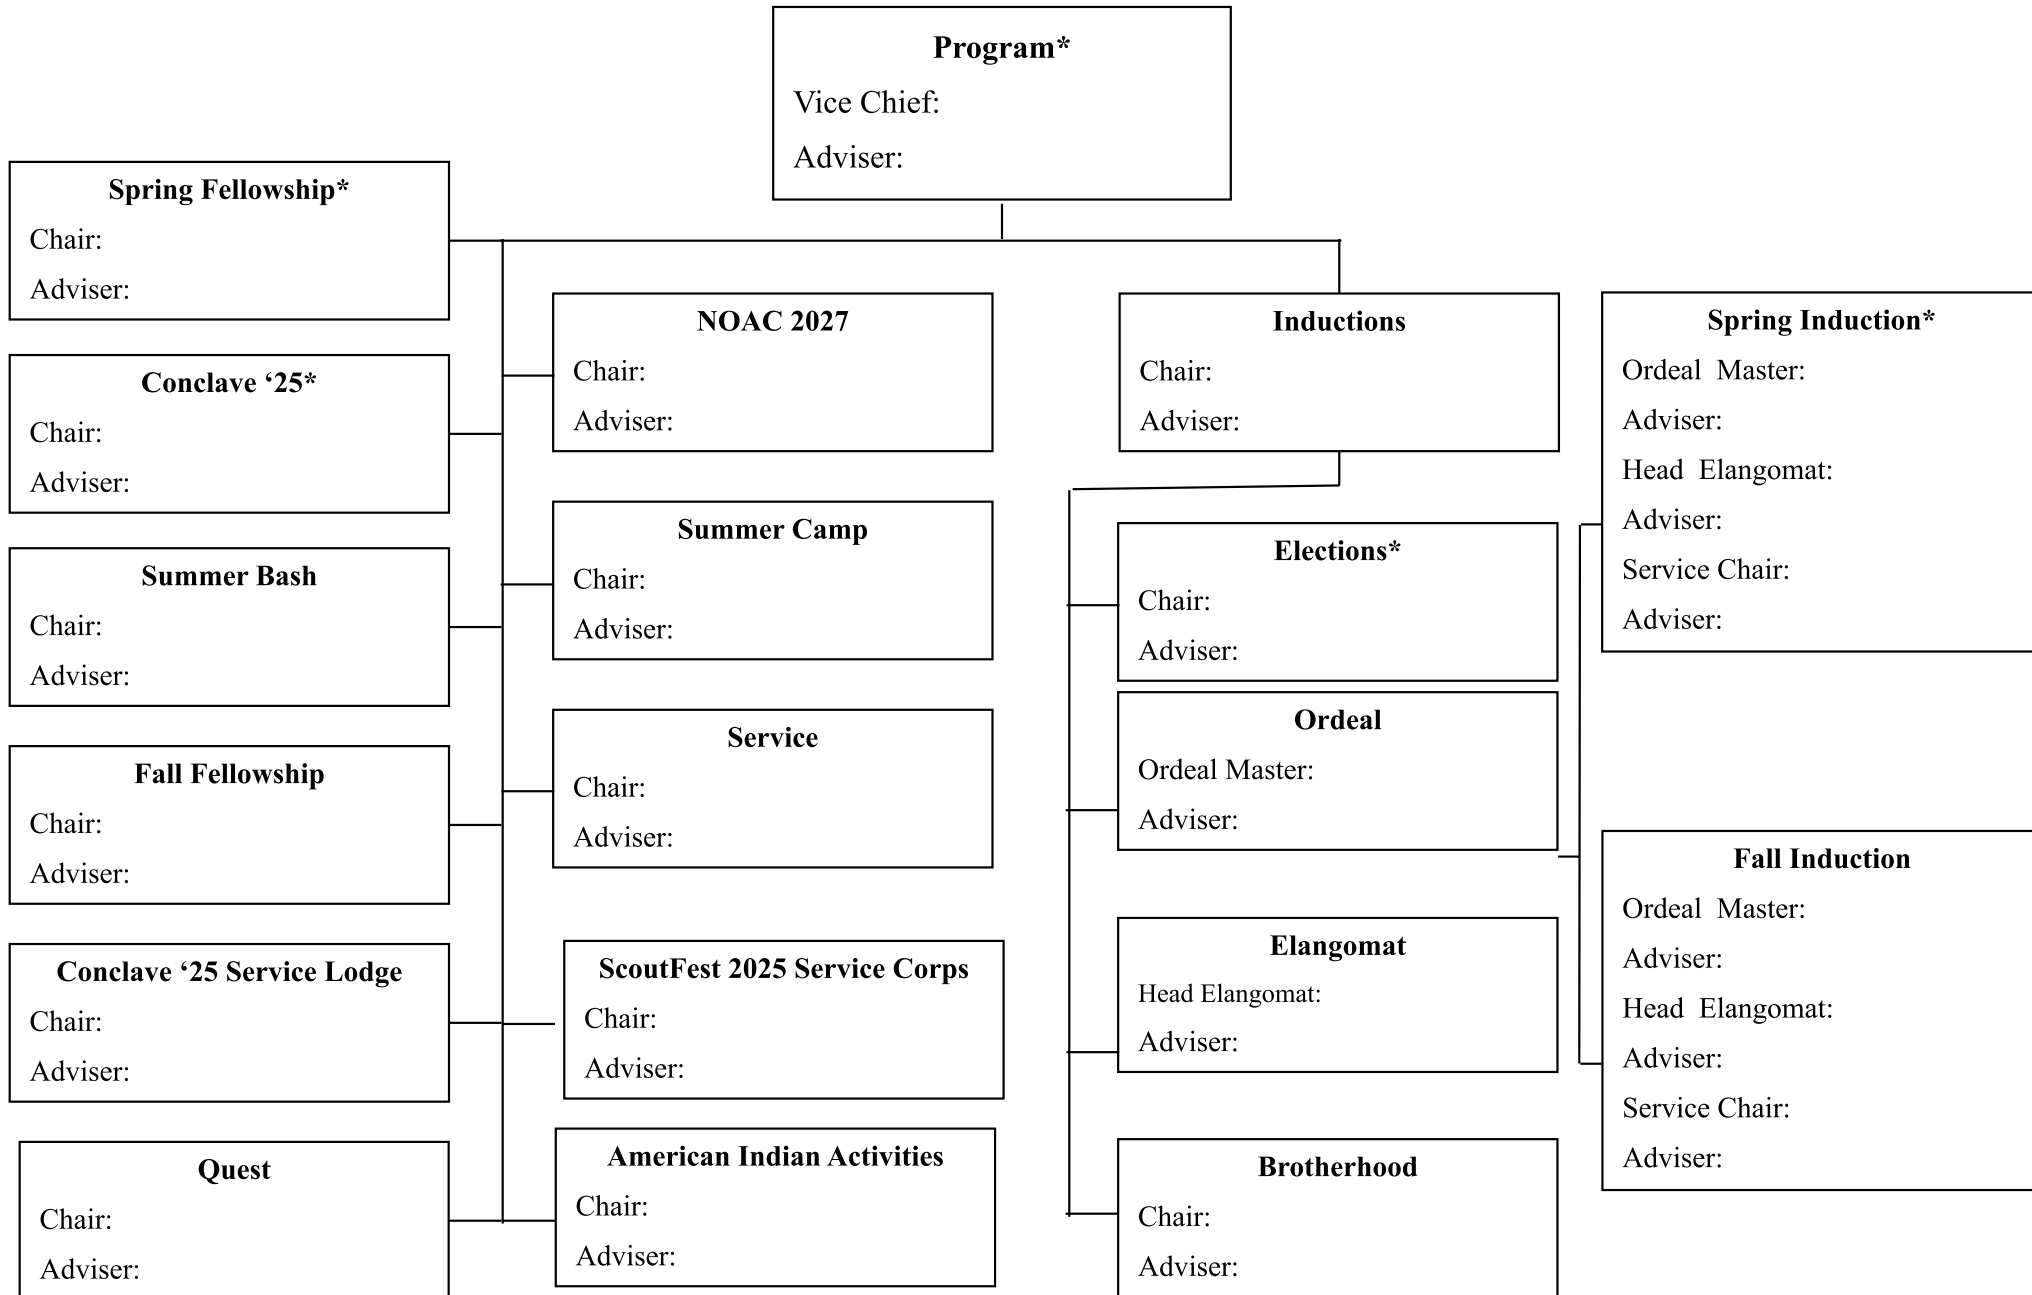 Program*
Vice Chief:
Adviser:
Spring Fellowship*
Chair:
Adviser:
Conclave ‘25*
Chair:
Adviser:
Summer Bash
Chair:
Adviser:
Fall Fellowship
Chair:
Adviser:
Conclave ‘25 Service Lodge
Chair:
Adviser:
Quest
Chair:
Adviser:
NOAC 2027
Chair:
Adviser:
Summer Camp
Chair:
Adviser:
Service
Chair:
Adviser:
ScoutFest 2025 Service Corps
Chair:
Adviser:
American Indian Activities
Chair:
Adviser:
Inductions
Chair:
Adviser:
Elections*
Chair:
Adviser:
Ordeal
Ordeal Master:
Adviser:
Elangomat
Head Elangomat:
Adviser:
Brotherhood
Chair:
Adviser:
Spring Induction*
Ordeal  Master:
Adviser:
Head  Elangomat:
Adviser:
Service Chair:
Adviser:
Fall Induction
Ordeal  Master:
Adviser:
Head  Elangomat:
Adviser:
Service Chair:
Adviser: